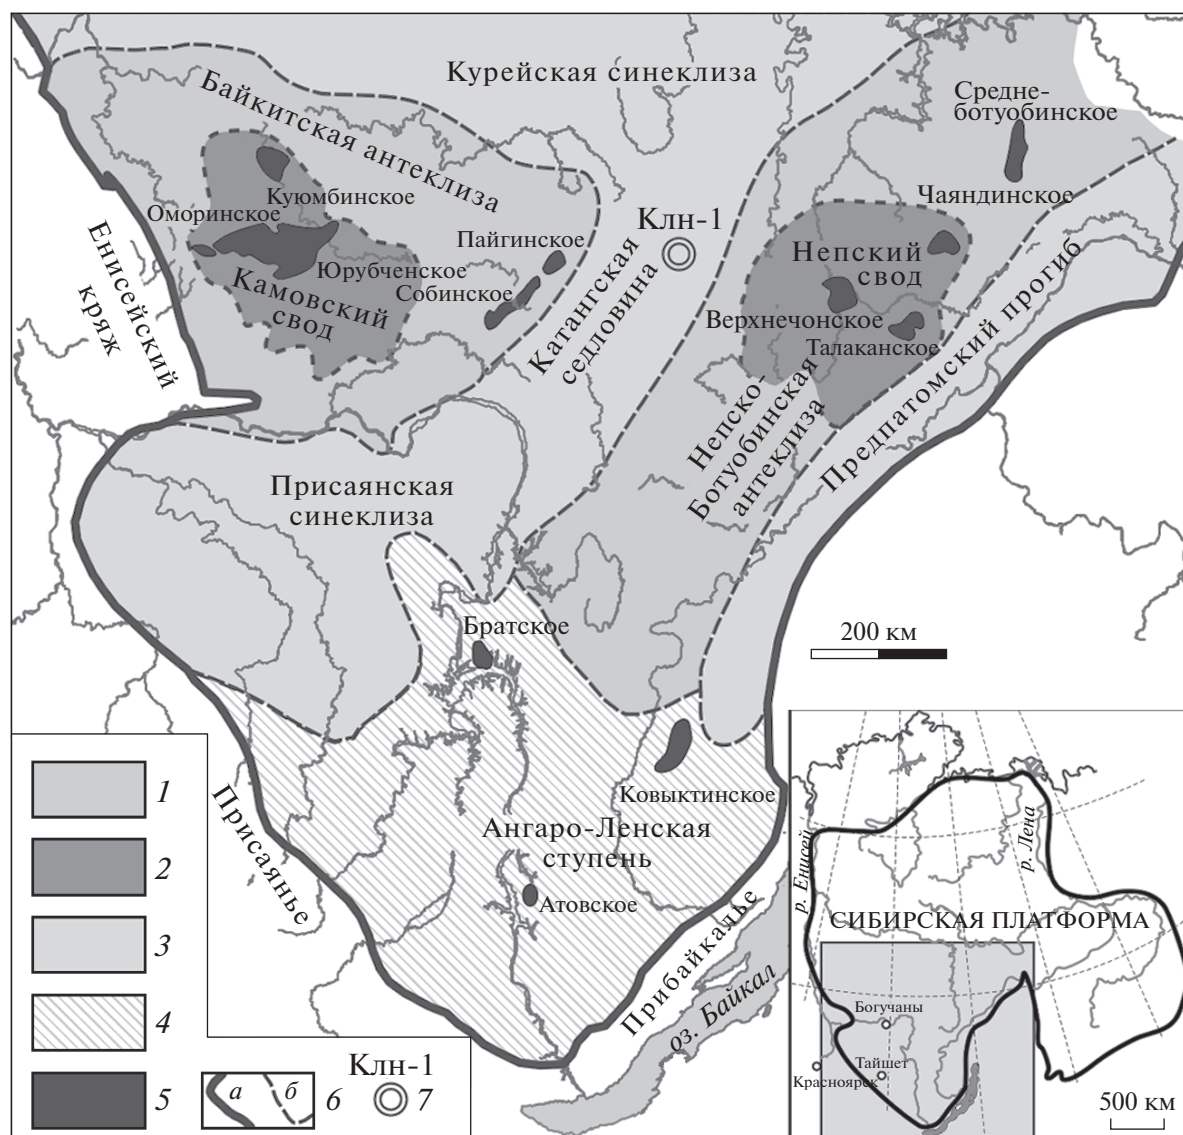 Курейская синеклиза
Байкитская антеклиза
Средне-
ботуобинское
Чаяндинское
Куюмбинское
Оморинское
Юрубченское
Камовский
свод
Пайгинское
Собинское
Клн-1
Катангская
седловина
Непский
свод
Верхнечонское
Талаканское
Непско-
Ботуобинская
антеклиза
Предпатомский прогиб
Енисейский
кряж
Присаянская
синеклиза
Братское
200 км
Ковыктинское
Ангаро-Ленская
ступень
Атовское
Присаянье
Прибайкалье
оз. Байкал
1
2
3
4
5
а
б
6
Клн-1
7
р. Енисей
р. Лена
СИБИРСКАЯ ПЛАТФОРМА
Богучаны
Тайшет
Красноярск
500 км